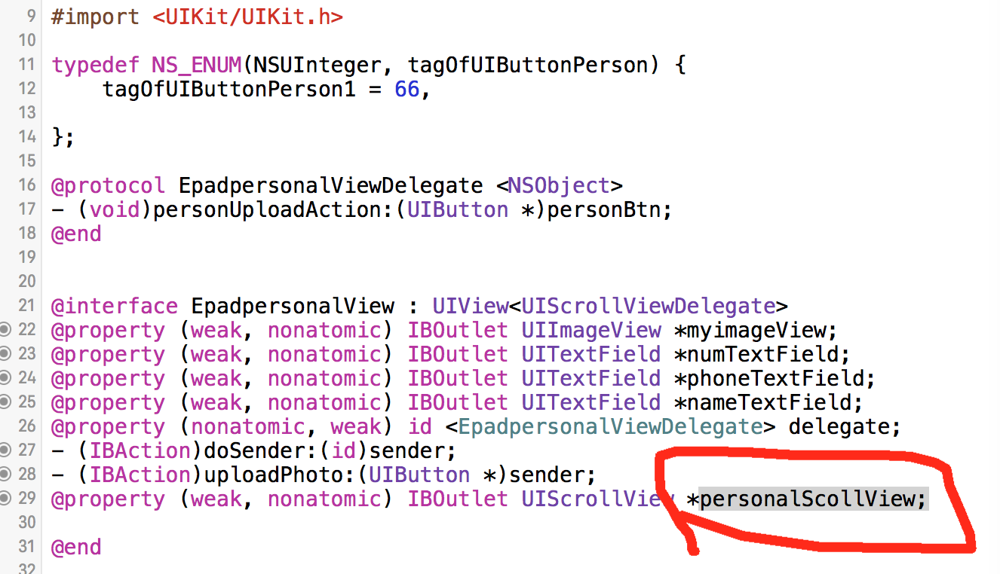 9 #import <UIKit/UIKit.h>
10
11 typedef NS_ENUM(NSUInteger, tagOfUIButtonPerson) {
12     tagOfUIButtonPerson1 = 66,
13
14 };
15
16 @protocol EpadpersonalViewDelegate <NSObject>
17 - (void)personUploadAction:(UIButton *)personBtn;
18 @end
19
20
21 @interface EpadpersonalView : UIView<UIScrollViewDelegate>
22 @property (weak, nonatomic) IBOutlet UIImageView *myimageView;
23 @property (weak, nonatomic) IBOutlet UITextField *numTextField;
24 @property (weak, nonatomic) IBOutlet UITextField *phoneTextField;
25 @property (weak, nonatomic) IBOutlet UITextField *nameTextField;
26 @property (nonatomic, weak) id <EpadpersonalViewDelegate> delegate;
27 - (IBAction)doSender:(id)sender;
28 - (IBAction)uploadPhoto:(UIButton *)sender;
29 @property (weak, nonatomic) IBOutlet UIScrollView *personalScollView;
30
31 @end
32